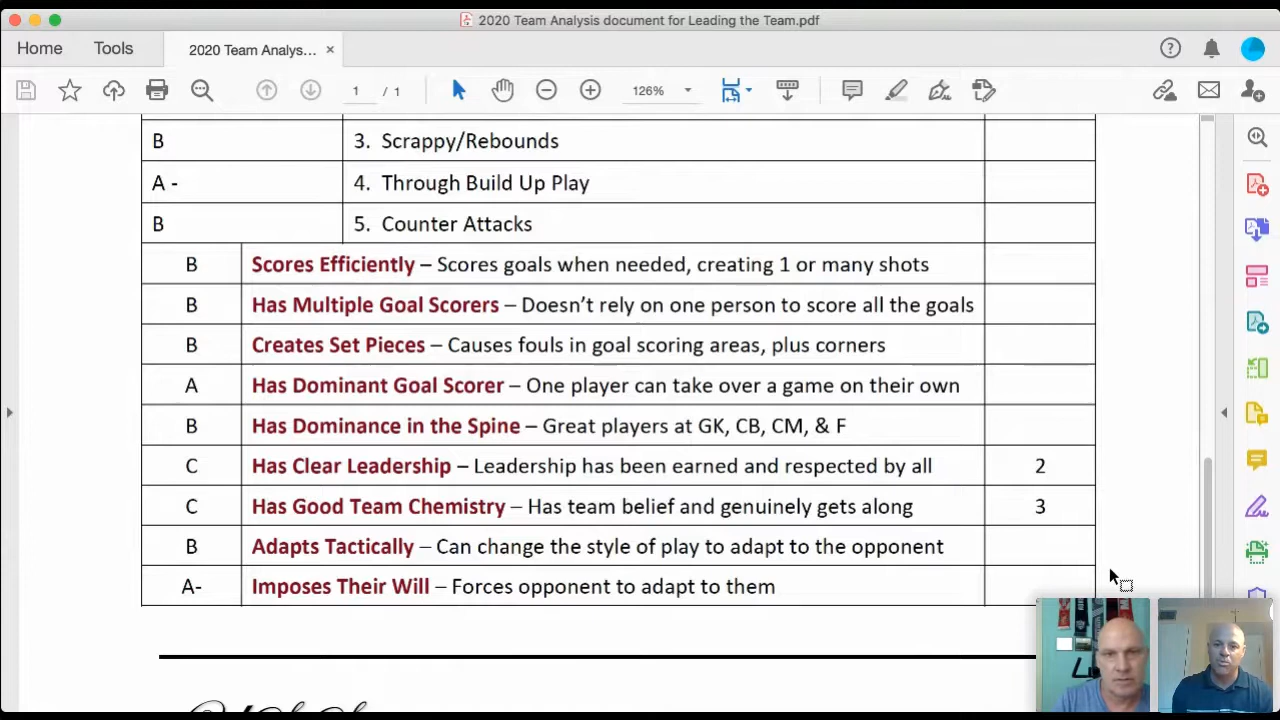 2020 Team Analysis document for Leading the Team.pdf
Home Tools 2020 Team Analys... ×
1 / 1 126%
B 3. Scrappy/Rebounds
A - 4. Through Build Up Play
B 5. Counter Attacks
B Scores Efficiently – Scores goals when needed, creating 1 or many shots
B Has Multiple Goal Scorers – Doesn't rely on one person to score all the goals
B Creates Set Pieces – Causes fouls in goal scoring areas, plus corners
A Has Dominant Goal Scorer – One player can take over a game on their own
B Has Dominance in the Spine – Great players at GK, CB, CM, & F
C Has Clear Leadership – Leadership has been earned and respected by all 2
C Has Good Team Chemistry – Has team belief and genuinely gets along 3
B Adapts Tactically – Can change the style of play to adapt to the opponent
A- Imposes Their Will – Forces opponent to adapt to them